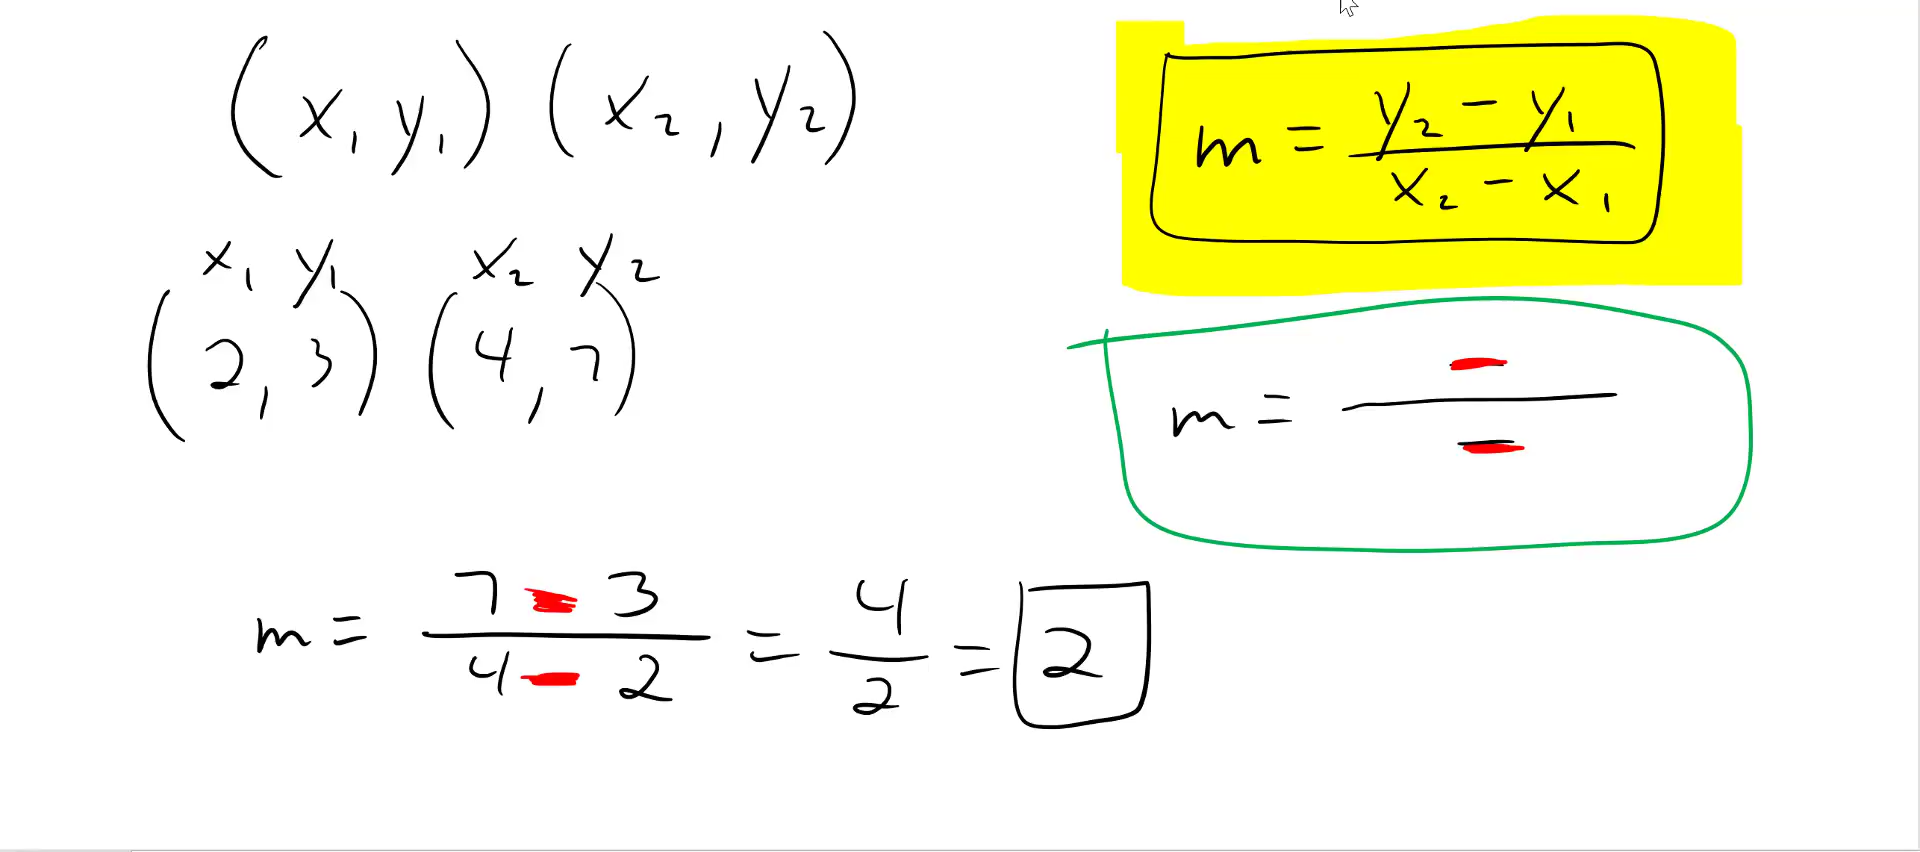 (x₁, y₁) (x₂, y₂)
m = (y₂ - y₁)/(x₂ - x₁)
x₁ y₁ x₂ y₂
(2, 3) (4, 7)
m = -/-
m = (7 - 3)/(4 - 2) = 4/2 = 2